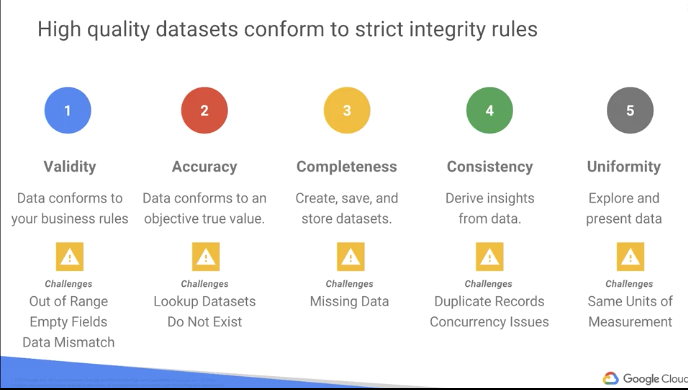 High quality datasets conform to strict integrity rules
1
Validity
Data conforms to
your business rules
Challenges
Out of Range
Empty Fields
Data Mismatch
2
Accuracy
Data conforms to an
objective true value.
Challenges
Lookup Datasets
Do Not Exist
3
Completeness
Create, save, and
store datasets.
Challenges
Missing Data
4
Consistency
Derive insights
from data.
Challenges
Duplicate Records
Concurrency Issues
5
Uniformity
Explore and
present data
Challenges
Same Units of
Measurement
Google Cloud